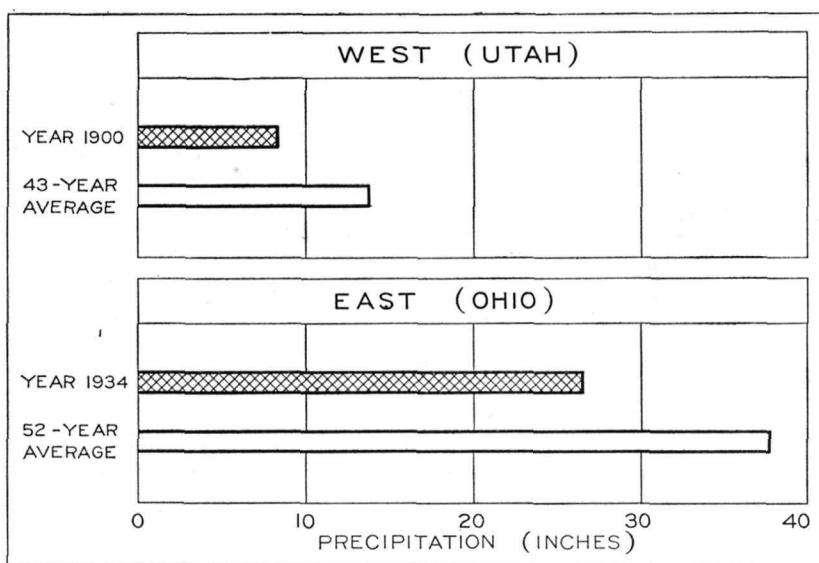 WEST (UTAH)
YEAR 1900
43-YEAR
AVERAGE
EAST (OHIO)
YEAR 1934
52-YEAR
AVERAGE
0 10 20 30 40
PRECIPITATION (INCHES)